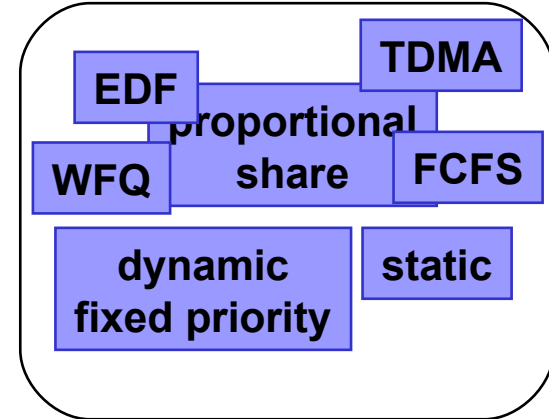 TDMA
EDF
proportional
share
WFQ
FCFS
dynamic
fixed priority
static